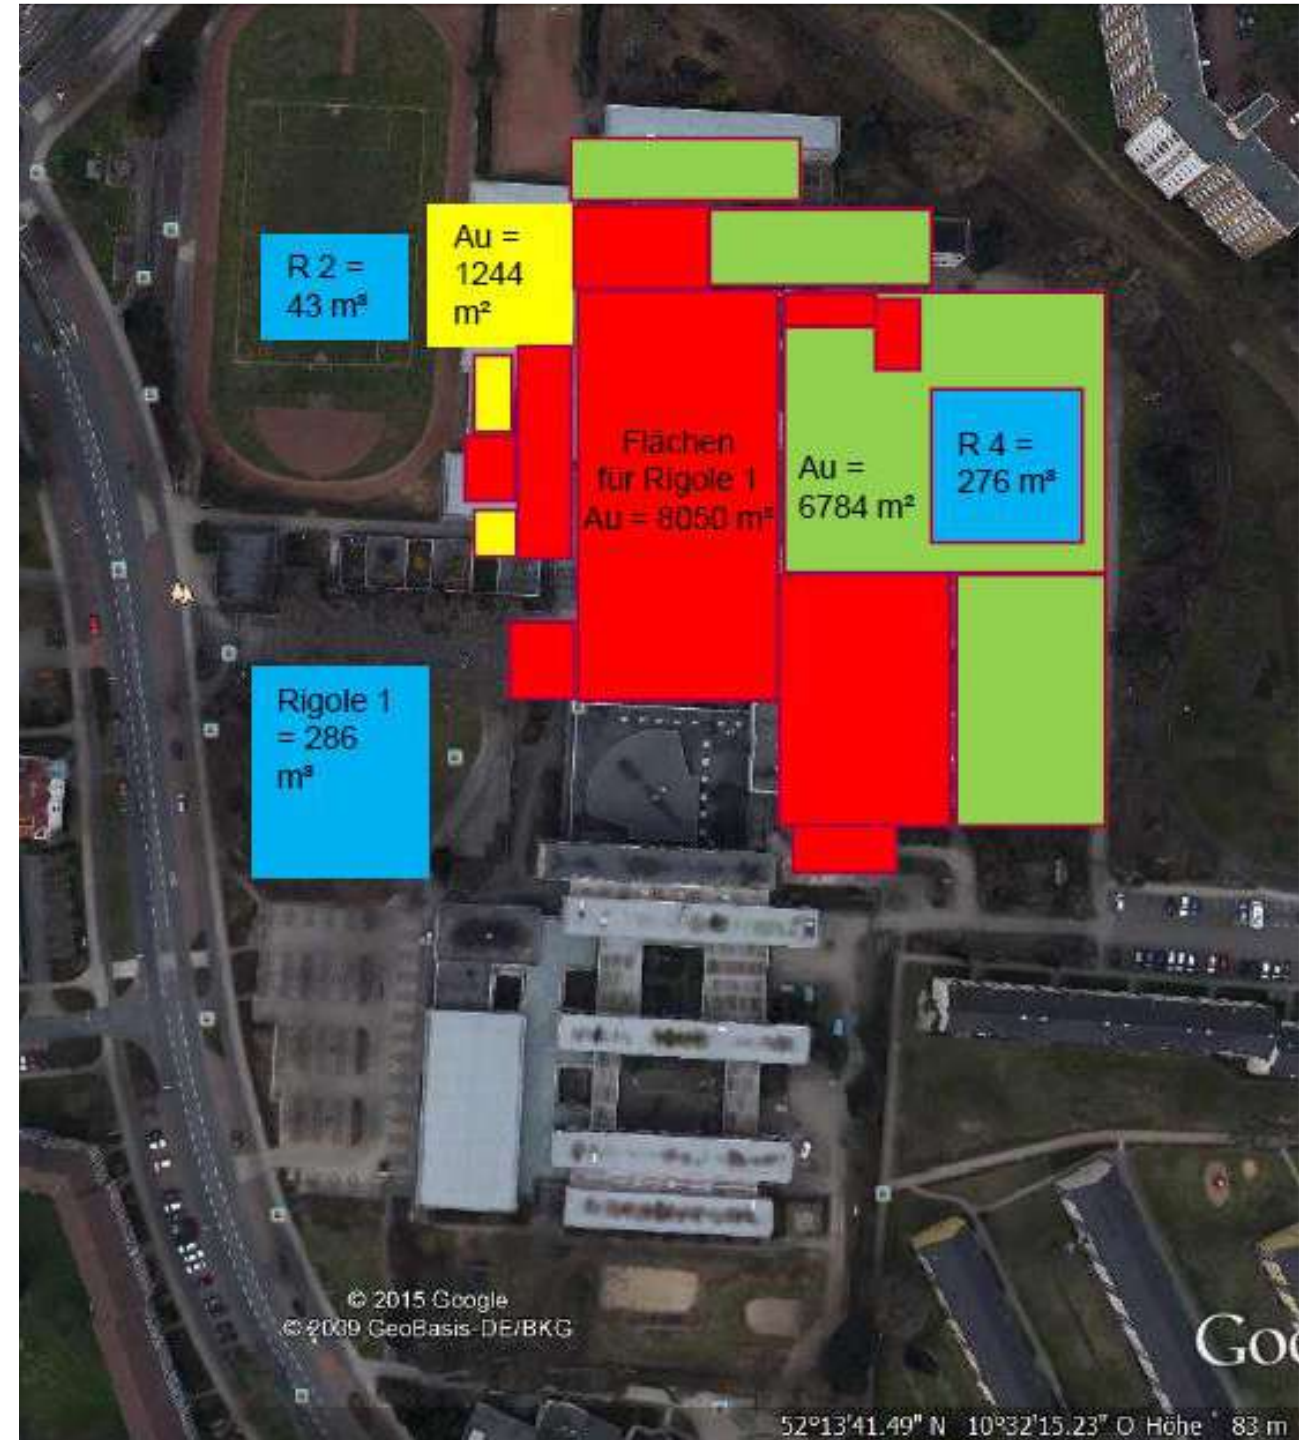 Au =
1244
m²
R 2 =
43 m³
Flächen
für Rigole 1
Au = 8050 m²
Au =
6784 m²
R 4 =
276 m³
Rigole 1
= 286
m³
© 2015 Google
© 2009 GeoBasis-DE/BKG
Goo
52°13'41.49" N 10°32'15.23" O Höhe 83 m